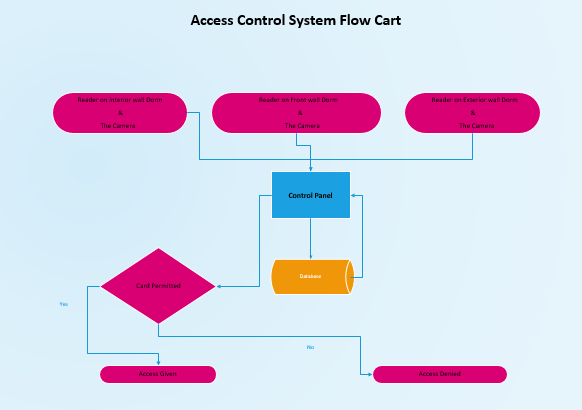 Access Control System Flow Cart
Reader on interior wall Dorm
&
The Camera
Reader on Front wall Dorm
&
The Camera
Reader on Exterior wall Dorm
&
The Camera
Control Panel
Database
Card Permitted
Yes
No
Access Given
Access Denied